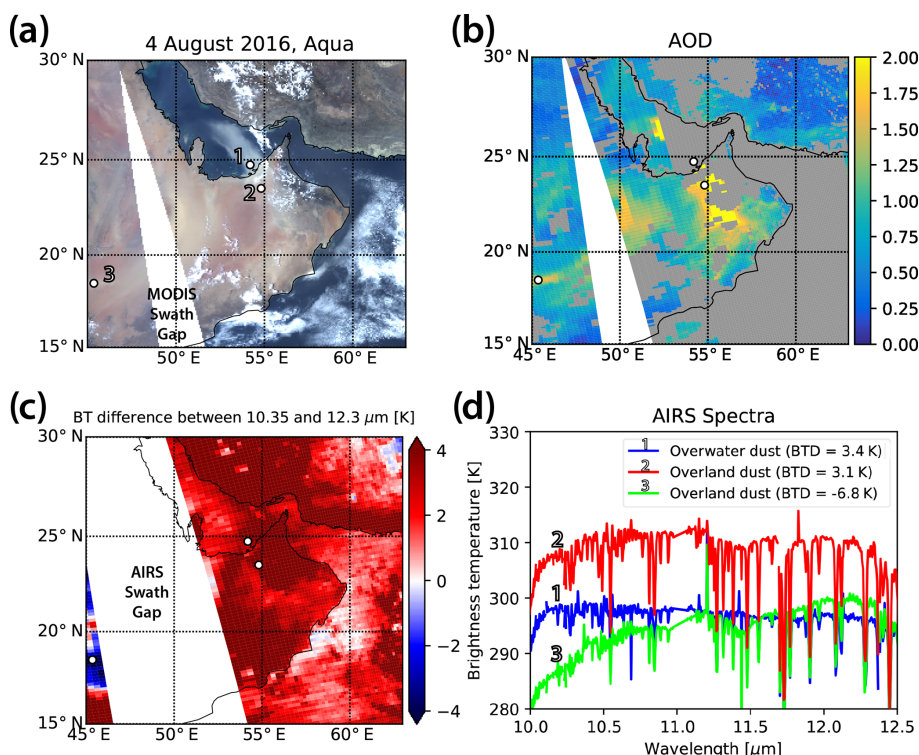 (a)
4 August 2016, Aqua
30° N
25° N
20° N
15° N
50° E
55° E
60° E
1
2
3
MODIS
Swath
Gap
(b)
AOD
30° N
25° N
20° N
15° N
45° E
50° E
55° E
60° E
2.00
1.75
1.50
1.25
1.00
0.75
0.50
0.25
0.00
(c)
BT difference between 10.35 and 12.3 μm [K]
30° N
25° N
20° N
15° N
45° E
50° E
55° E
60° E
AIRS
Swath
Gap
4
2
0
−2
−4
(d)
AIRS Spectra
Brightness temperature [K]
330
320
310
300
290
280
1 Overwater dust (BTD = 3.4 K)
2 Overland dust (BTD = 3.1 K)
3 Overland dust (BTD = -6.8 K)
2
1
3
10.0
10.5
11.0
11.5
12.0
12.5
Wavelength [μm]